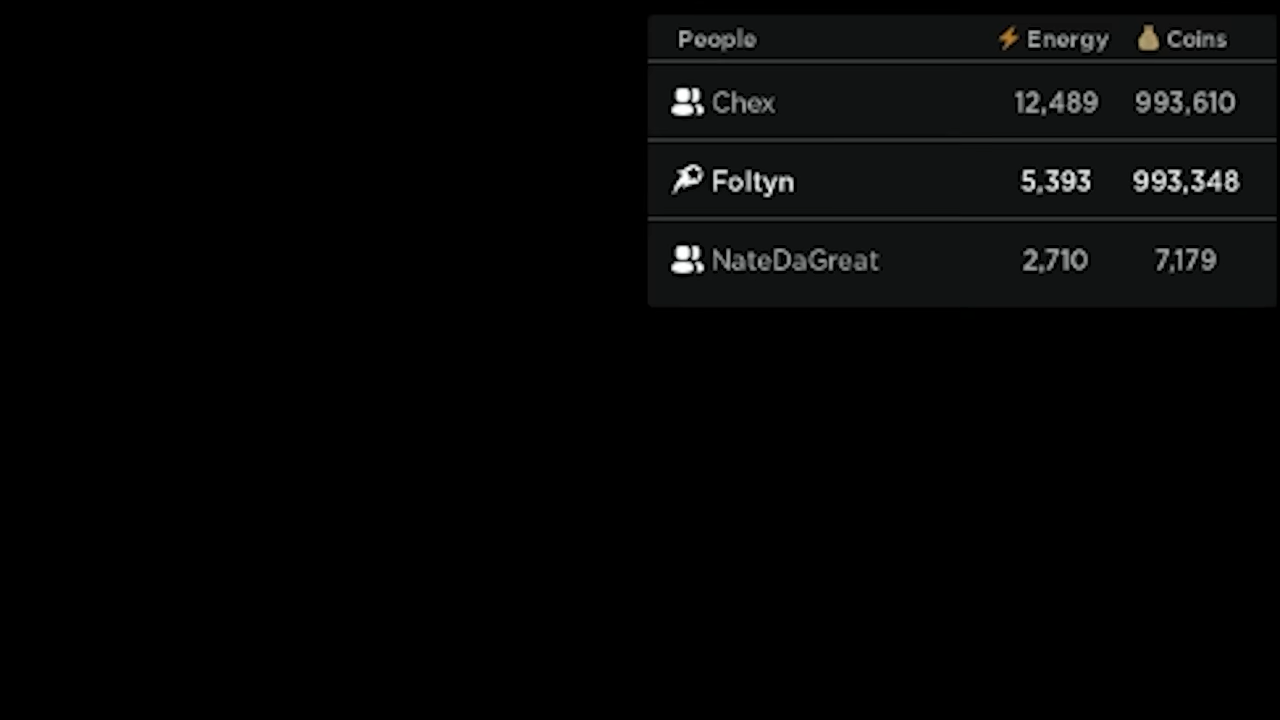 People Energy Coins
Chex 12,489 993,610
Foltyn 5,393 993,348
NateDaGreat 2,710 7,179